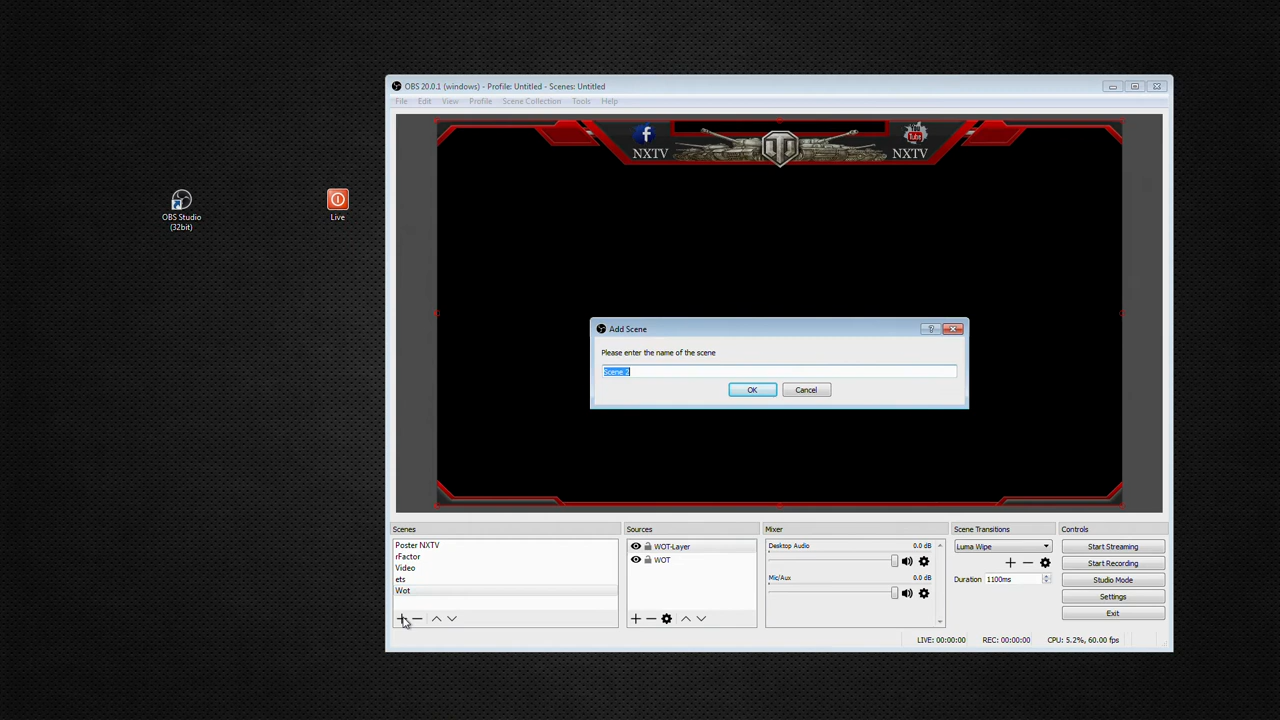 OBS 20.0.1 (windows) - Profile: Untitled - Scenes: Untitled
File Edit View Profile Scene Collection Tools Help
NXTV
You Tube
NXTV
OBS Studio (32bit)
Live
Add Scene
Please enter the name of the scene
Scene 2
OK Cancel
Scenes
Poster NXTV
rFactor
Video
ets
Wot
Sources
WOT-Layer
WOT
Mixer
Desktop Audio 0.0 dB
Mic/Aux 0.0 dB
Scene Transitions
Luma Wipe
Duration 1100ms
Controls
Start Streaming
Start Recording
Studio Mode
Settings
Exit
LIVE: 00:00:00 REC: 00:00:00 CPU: 5.2%, 60.00 fps